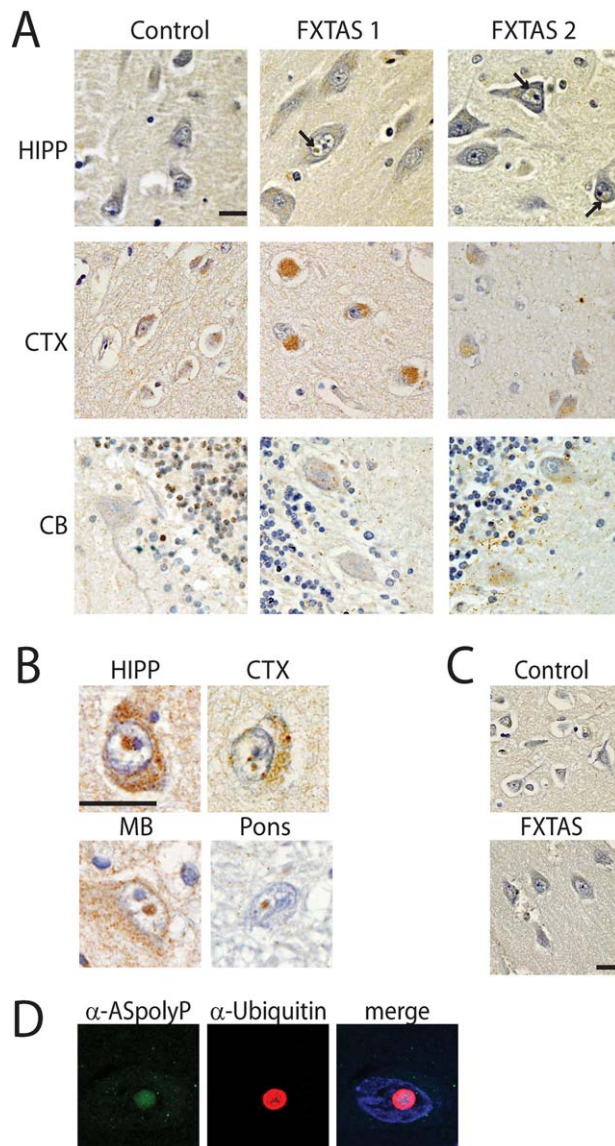 A
Control FXTAS 1 FXTAS 2
HIPP
CTX
CB
B
HIPP CTX
MB Pons
C
Control
FXTAS
D
α-ASpolyP α-Ubiquitin merge